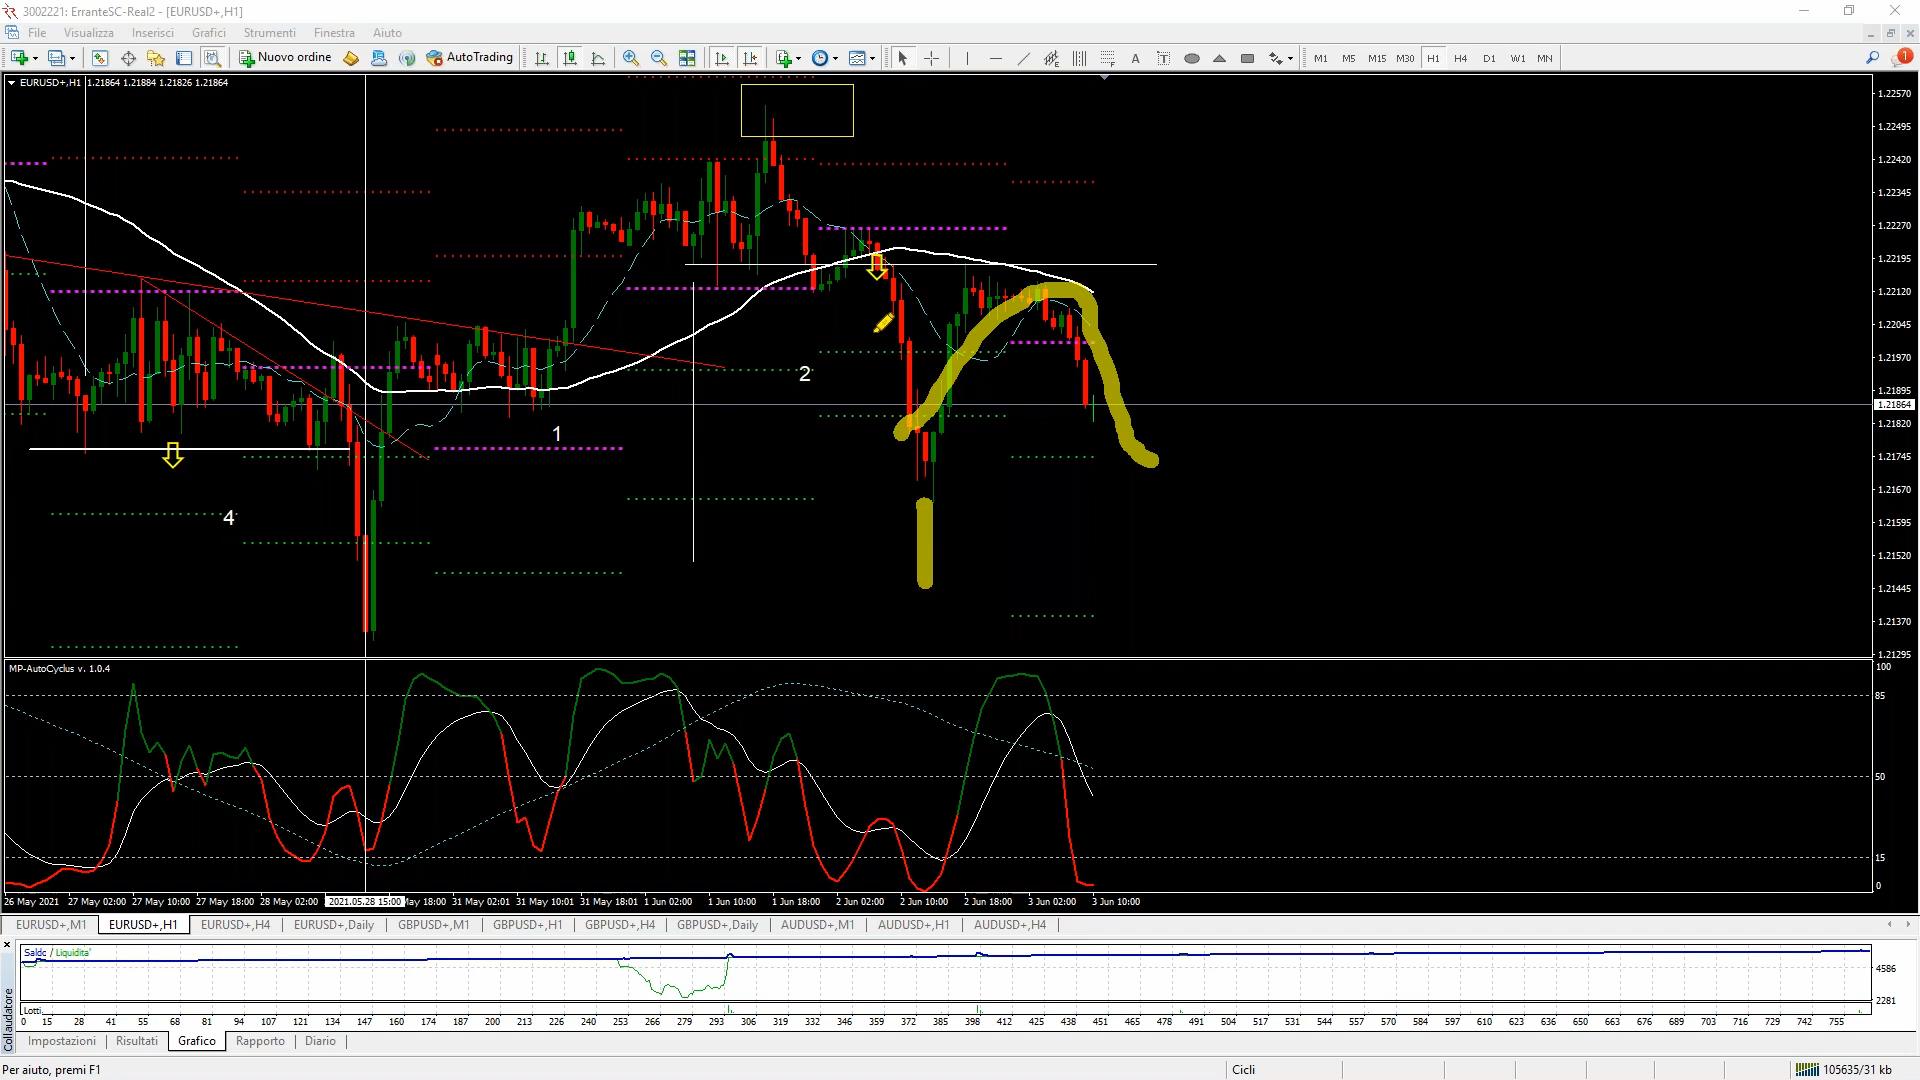 3002221: ErranteSC-Real2 - [EURUSD+,H1]
File Visualizza Inserisci Grafici Strumenti Finestra Aiuto
Nuovo ordine AutoTrading M1 M5 M15 M30 H1 H4 D1 W1 MN 1
EURUSD+,H1 1.21864 1.21884 1.21826 1.21864
1.22570
1.22495
1.22420
1.22345
1.22270
1.22195
1.22120
1.22045
1.21970
1.21895
1.21864
1.21820
1.21745
1.21670
1.21595
1.21520
1.21445
1.21370
1.21295
2
1
4
MP-AutoCyclus v. 1.0.4
100
85
50
15
0
26 May 2021 27 May 02:00 27 May 10:00 27 May 18:00 28 May 02:00 2021.05.28 15:00 May 18:00 31 May 02:01 31 May 10:01 31 May 18:01 1 Jun 02:00 1 Jun 10:00 1 Jun 18:00 2 Jun 02:00 2 Jun 10:00 2 Jun 18:00 3 Jun 02:00 3 Jun 10:00
EURUSD+,M1 EURUSD+,H1 EURUSD+,H4 EURUSD+,Daily GBPUSD+,M1 GBPUSD+,H1 GBPUSD+,H4 GBPUSD+,Daily AUDUSD+,M1 AUDUSD+,H1 AUDUSD+,H4
Saldo / Liquidita'
4586
2281
Lotti
0 15 28 41 55 68 81 94 107 121 134 147 160 174 187 200 213 226 240 253 266 279 293 306 319 332 346 359 372 385 398 412 425 438 451 465 478 491 504 517 531 544 557 570 584 597 610 623 636 650 663 676 689 703 716 729 742 755
Collaudatore
Impostazioni Risultati Grafico Rapporto Diario
Per aiuto, premi F1 Cicli 105635/31 kb